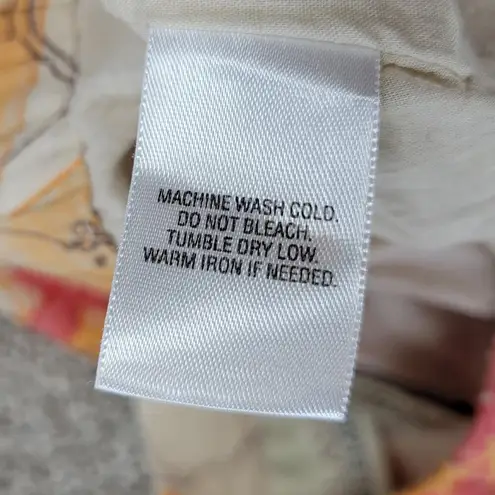 MACHINE WASH COLD.
DO NOT BLEACH.
TUMBLE DRY LOW.
WARM IRON IF NEEDED.